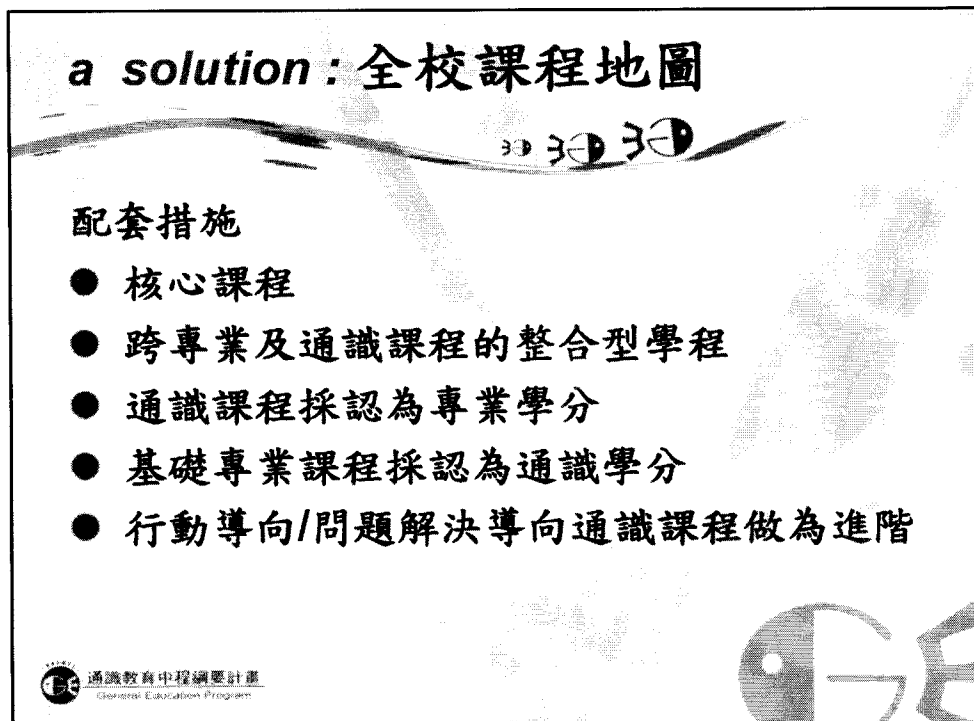 a solution : 全校課程地圖
配套措施
● 核心課程
● 跨專業及通識課程的整合型學程
● 通識課程採認為專業學分
● 基礎專業課程採認為通識學分
● 行動導向/問題解決導向通識課程做為進階
通識教育中程綱要計畫
General Education Program